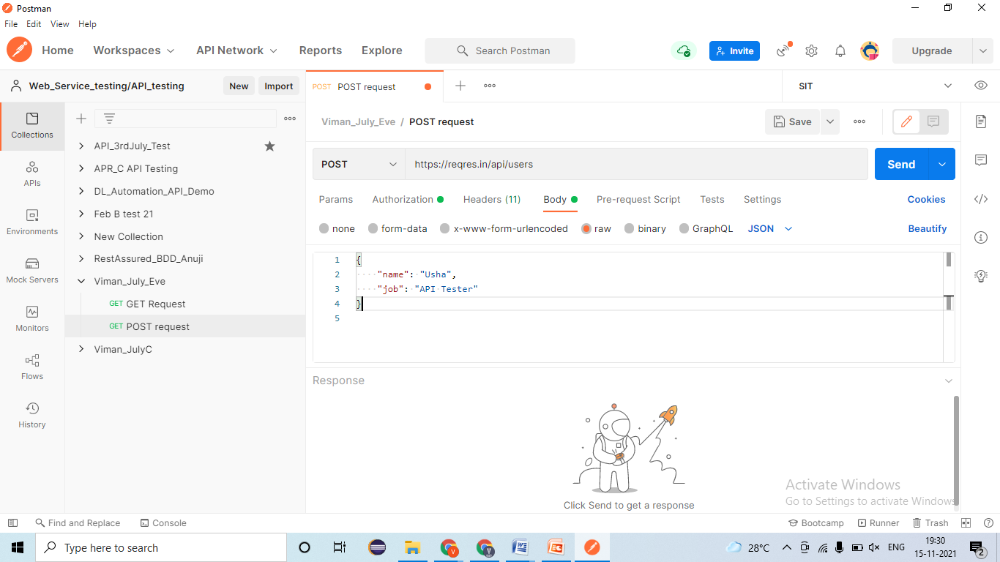 Postman
File Edit View Help
Home Workspaces API Network Reports Explore Search Postman Invite Upgrade
Web_Service_testing/API_testing New Import POST POST request SIT
Collections
APIs
Environments
Mock Servers
Monitors
Flows
History
API_3rdJuly_Test
APR_C API Testing
DL_Automation_API_Demo
Feb B test 21
New Collection
RestAssured_BDD_Anuji
Viman_July_Eve
GET GET Request
GET POST request
Viman_JulyC
Viman_July_Eve / POST request Save
POST https://reqres.in/api/users Send
Params Authorization Headers (11) Body Pre-request Script Tests Settings Cookies
none form-data x-www-form-urlencoded raw binary GraphQL JSON Beautify
1 {
2 "name": "Usha",
3 "job": "API Tester"
4 }
5
Response
Click Send to get a response
Activate Windows
Go to Settings to activate Windows
Find and Replace Console Bootcamp Runner Trash
Type here to search 28°C ENG 19:30
15-11-2021 2